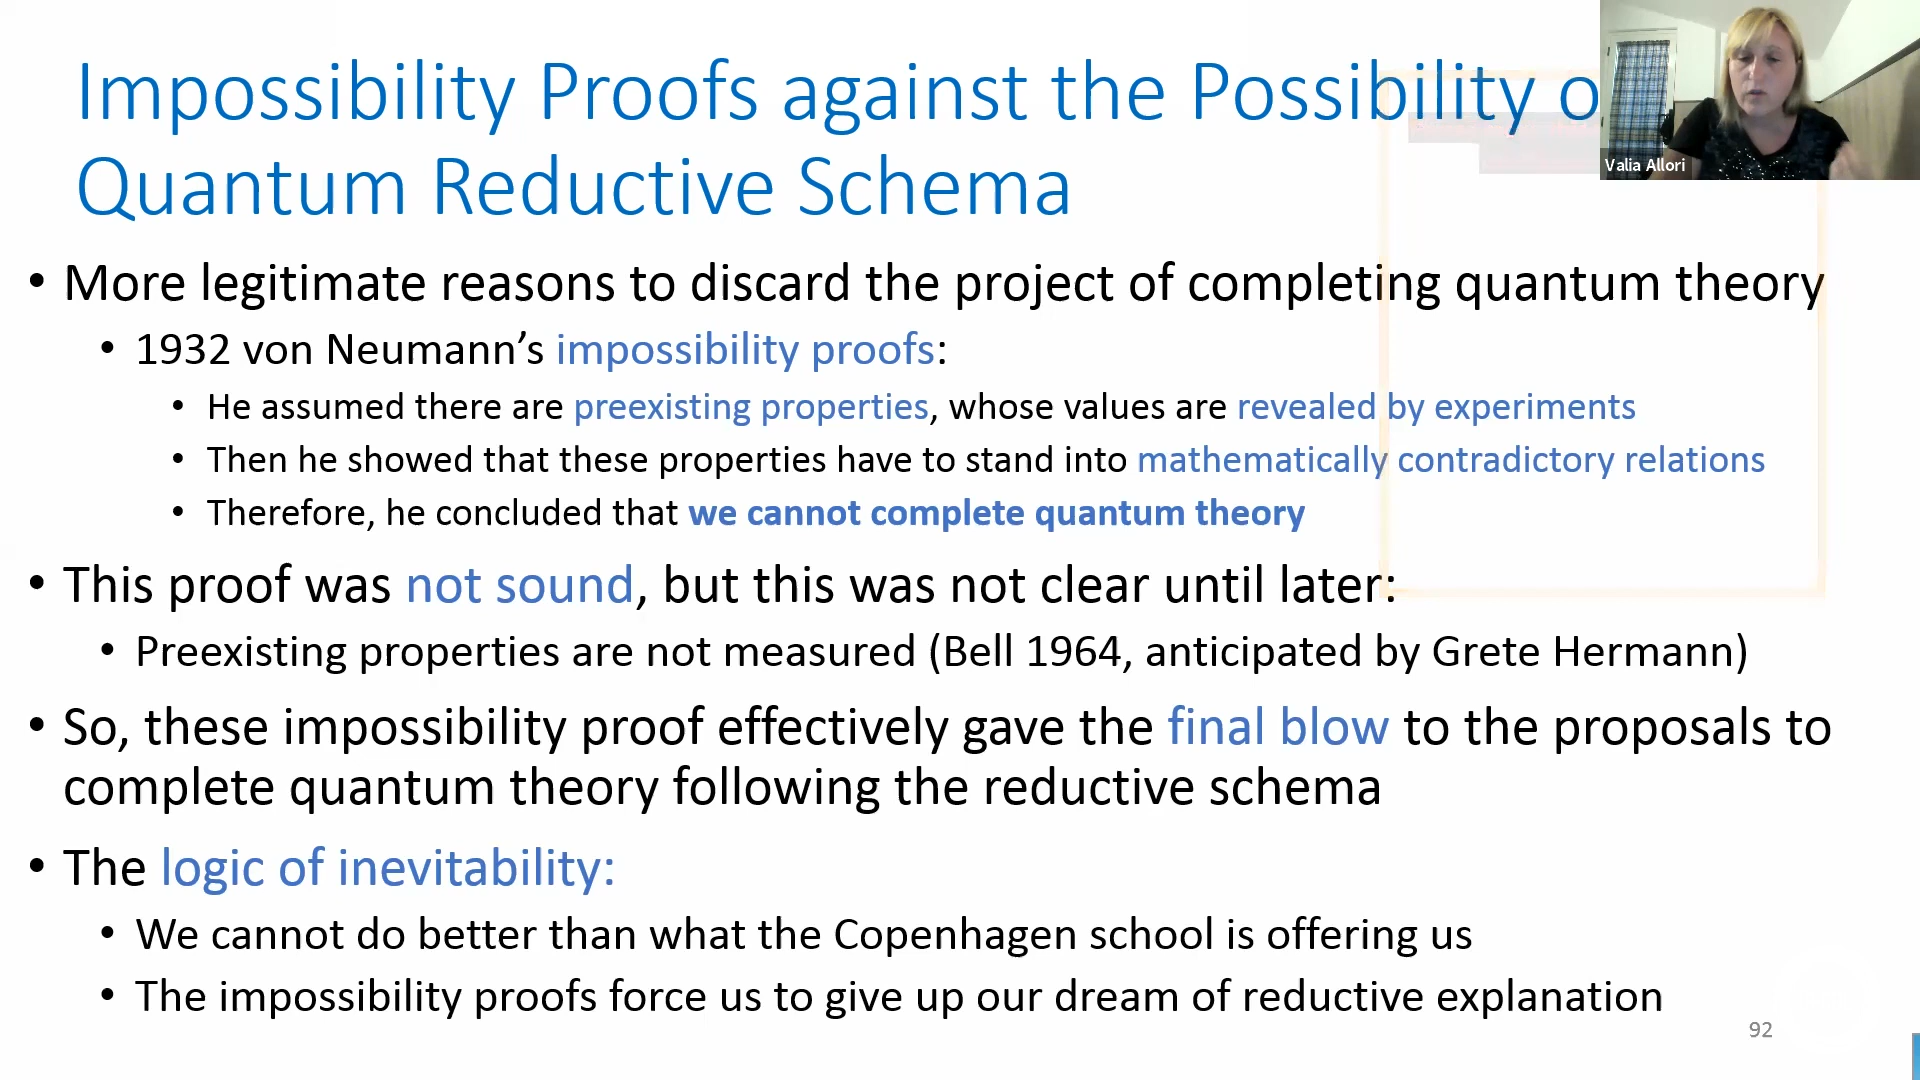 Impossibility Proofs against the Possibility o
Quantum Reductive Schema
Valia Allori
• More legitimate reasons to discard the project of completing quantum theory
• 1932 von Neumann’s impossibility proofs:
• He assumed there are preexisting properties, whose values are revealed by experiments
• Then he showed that these properties have to stand into mathematically contradictory relations
• Therefore, he concluded that we cannot complete quantum theory
• This proof was not sound, but this was not clear until later:
• Preexisting properties are not measured (Bell 1964, anticipated by Grete Hermann)
• So, these impossibility proof effectively gave the final blow to the proposals to
complete quantum theory following the reductive schema
• The logic of inevitability:
• We cannot do better than what the Copenhagen school is offering us
• The impossibility proofs force us to give up our dream of reductive explanation
92